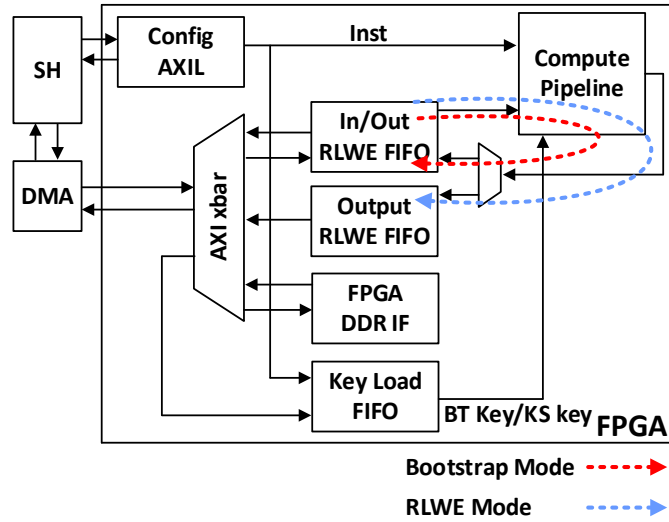 SH
Config
AXIL
Inst
Compute
Pipeline
In/Out
RLWE FIFO
DMA
AXI xbar
Output
RLWE FIFO
FPGA
DDR IF
Key Load
FIFO
BT Key/KS key
FPGA
Bootstrap Mode
RLWE Mode